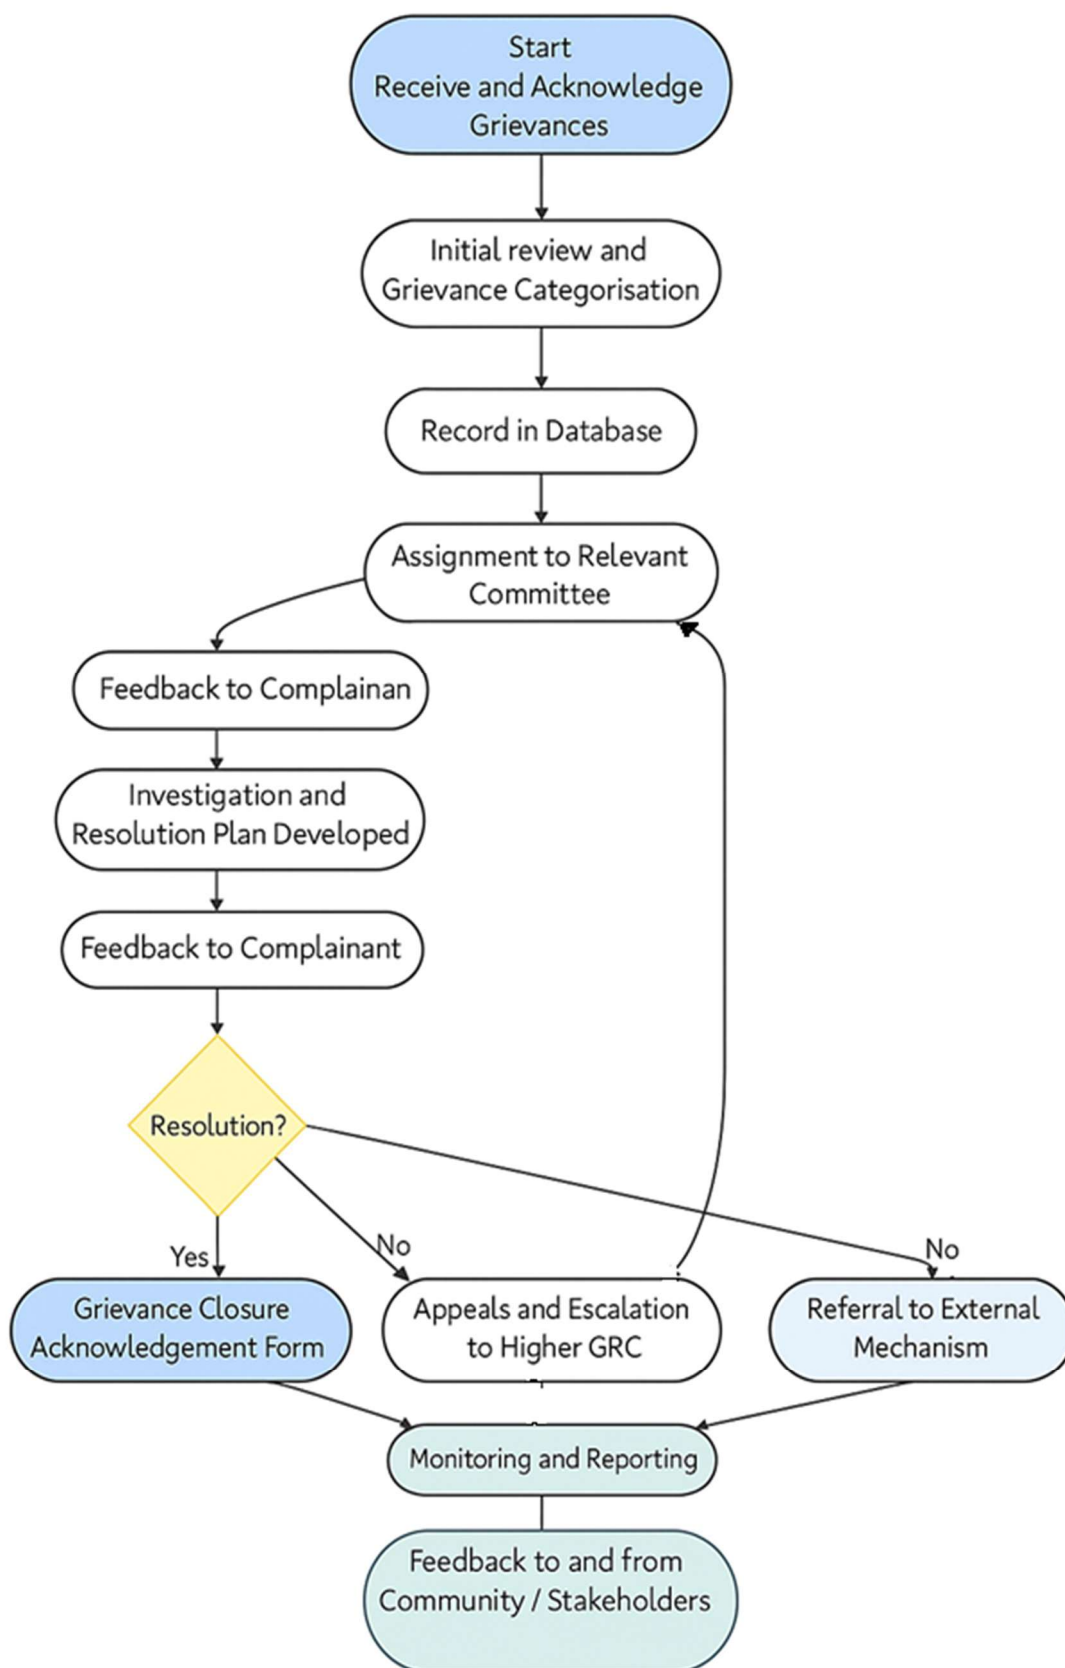 Start
Receive and Acknowledge
Grievances
Initial review and
Grievance Categorisation
Record in Database
Assignment to Relevant
Committee
Feedback to Complainan
Investigation and
Resolution Plan Developed
Feedback to Complainant
Resolution?
Yes
No
No
Grievance Closure
Acknowledgement Form
Appeals and Escalation
to Higher GRC
Referral to External
Mechanism
Monitoring and Reporting
Feedback to and from
Community / Stakeholders